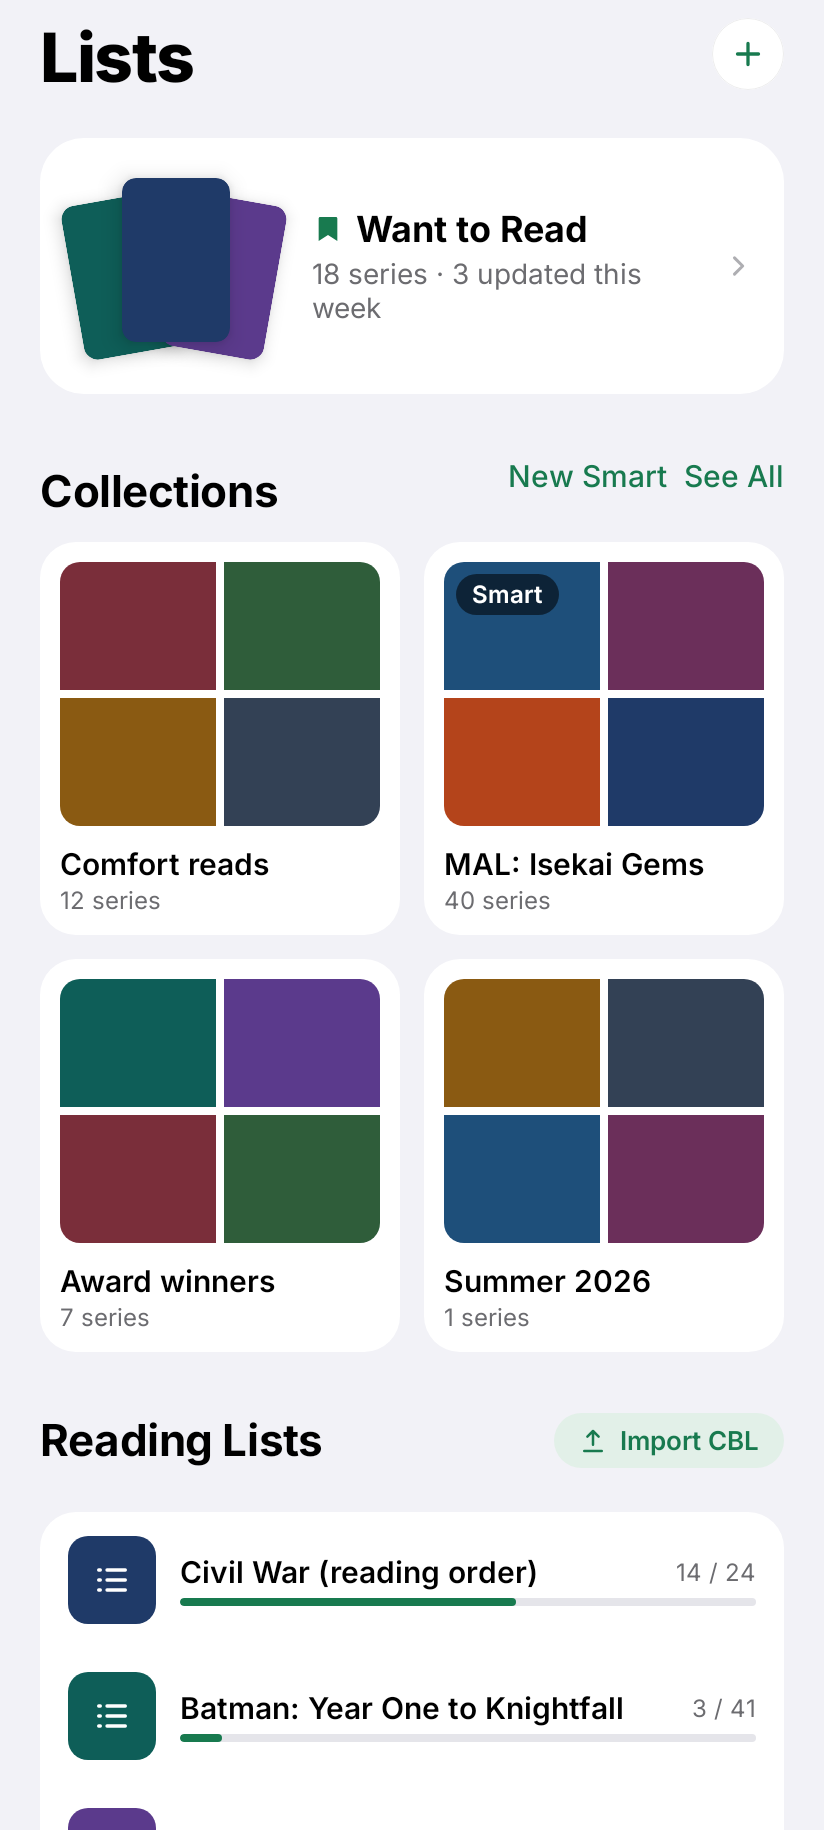 Lists
Want to Read
18 series · 3 updated this
week
Collections
New Smart See All
Smart
Comfort reads
12 series
MAL: Isekai Gems
40 series
Award winners
7 series
Summer 2026
1 series
Reading Lists
Import CBL
Civil War (reading order)
14 / 24
Batman: Year One to Knightfall
3 / 41